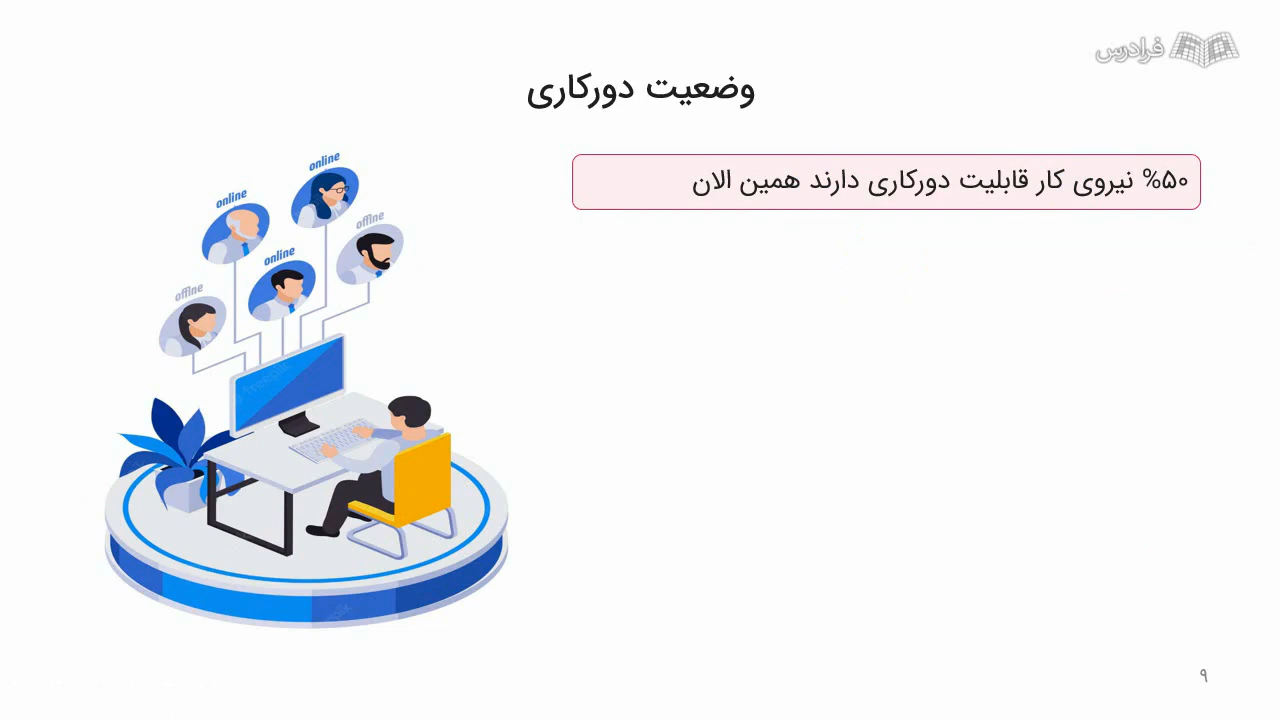 فرادرس
وضعیت دورکاری
%۵۰ نیروی کار قابلیت دورکاری دارند همین الان
online
online
offline
online
offline
۹